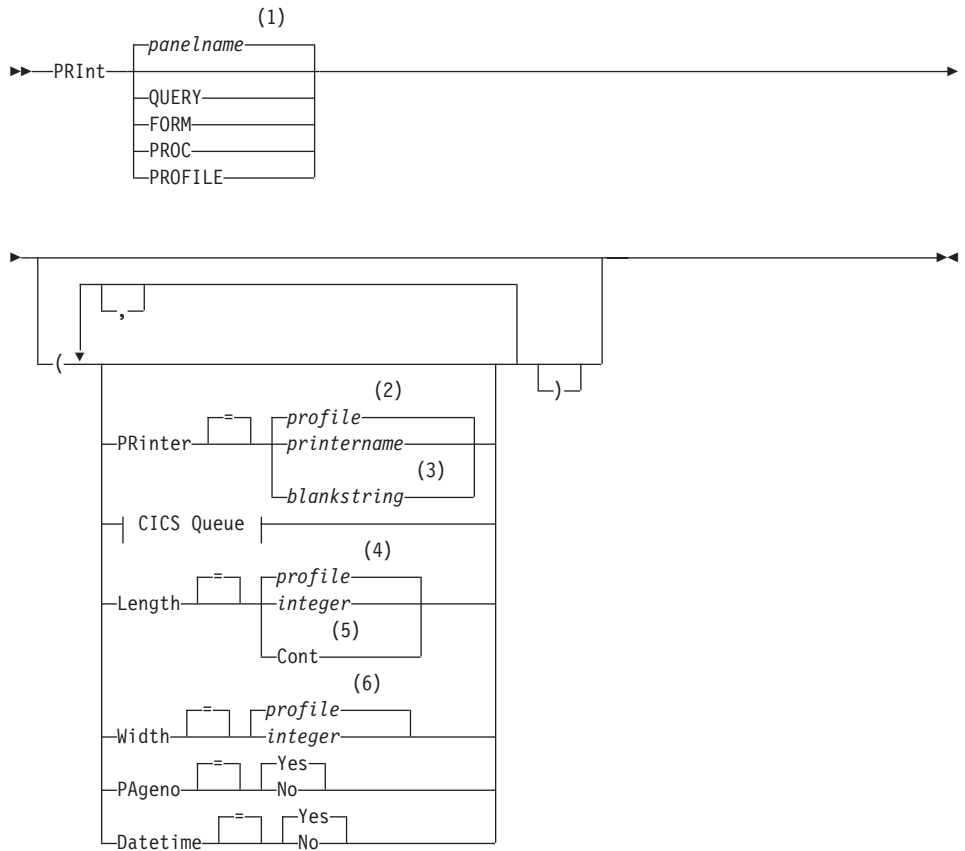 (1)
panelname
PRInt
QUERY
FORM
PROC
PROFILE
,
(
)
(2)
= profile
PRinter printername
(3)
blankstring
CICS Queue
(4)
= profile
Length integer
(5)
Cont
(6)
= profile
Width integer
= Yes
PAgeno No
= Yes
Datetime No